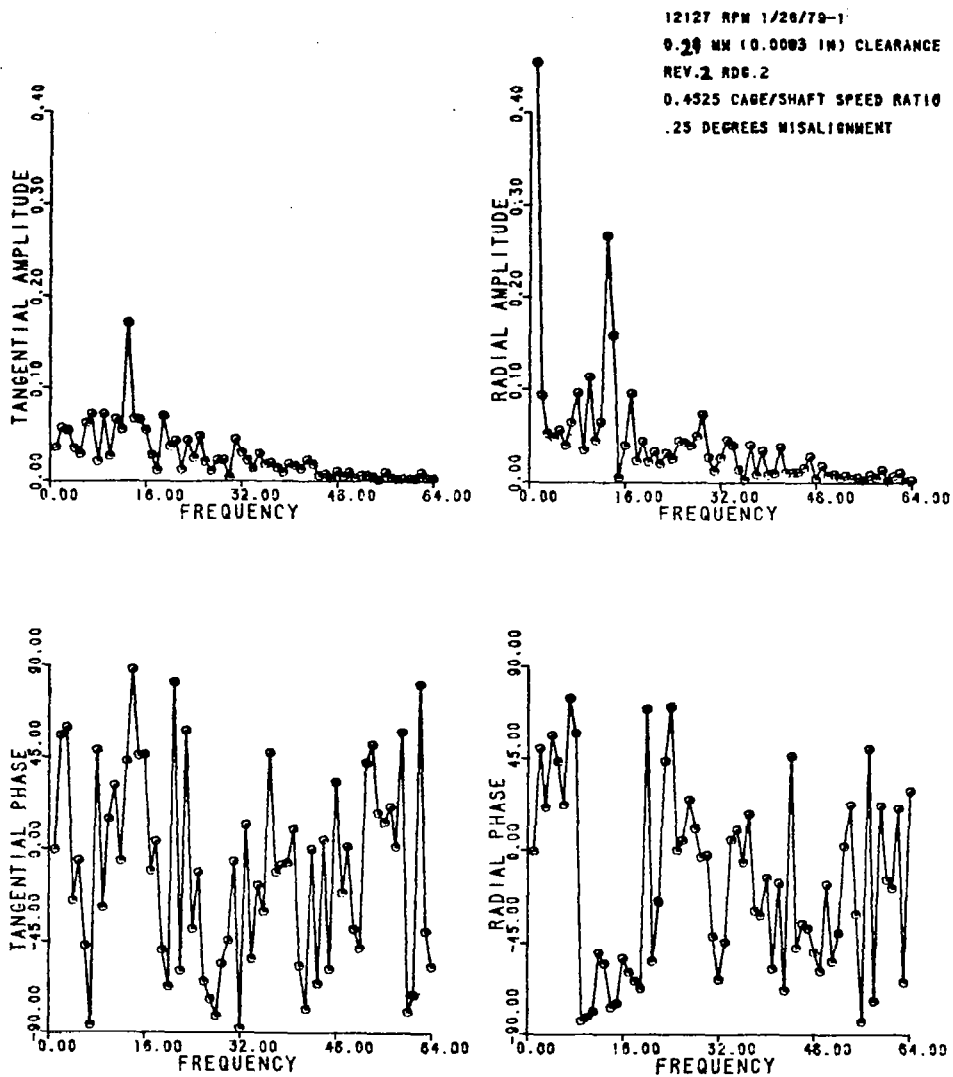 12127 RPM 1/26/79-1
0.29 MM (0.0093 IN) CLEARANCE
REV.2 RDG.2
0.4525 CAGE/SHAFT SPEED RATIO
.25 DEGREES MISALIGNMENT
TANGENTIAL AMPLITUDE
0.40
0.30
0.20
0.10
0.00
0.00 16.00 32.00 48.00 64.00
FREQUENCY
RADIAL AMPLITUDE
0.40
0.30
0.20
0.10
0.00
0.00 16.00 32.00 48.00 64.00
FREQUENCY
TANGENTIAL PHASE
90.00
45.00
0.00
-45.00
-90.00
0.00 16.00 32.00 48.00 64.00
FREQUENCY
RADIAL PHASE
90.00
45.00
0.00
-45.00
-90.00
0.00 16.00 32.00 48.00 64.00
FREQUENCY